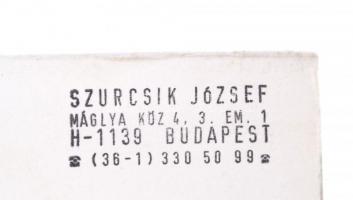 SZURCSIK JÓZSEF
MÁGLYA KÖZ 4, 3. EM. 1
H-1139 BUDAPEST
☎ (36-1) 330 50 99 ☎